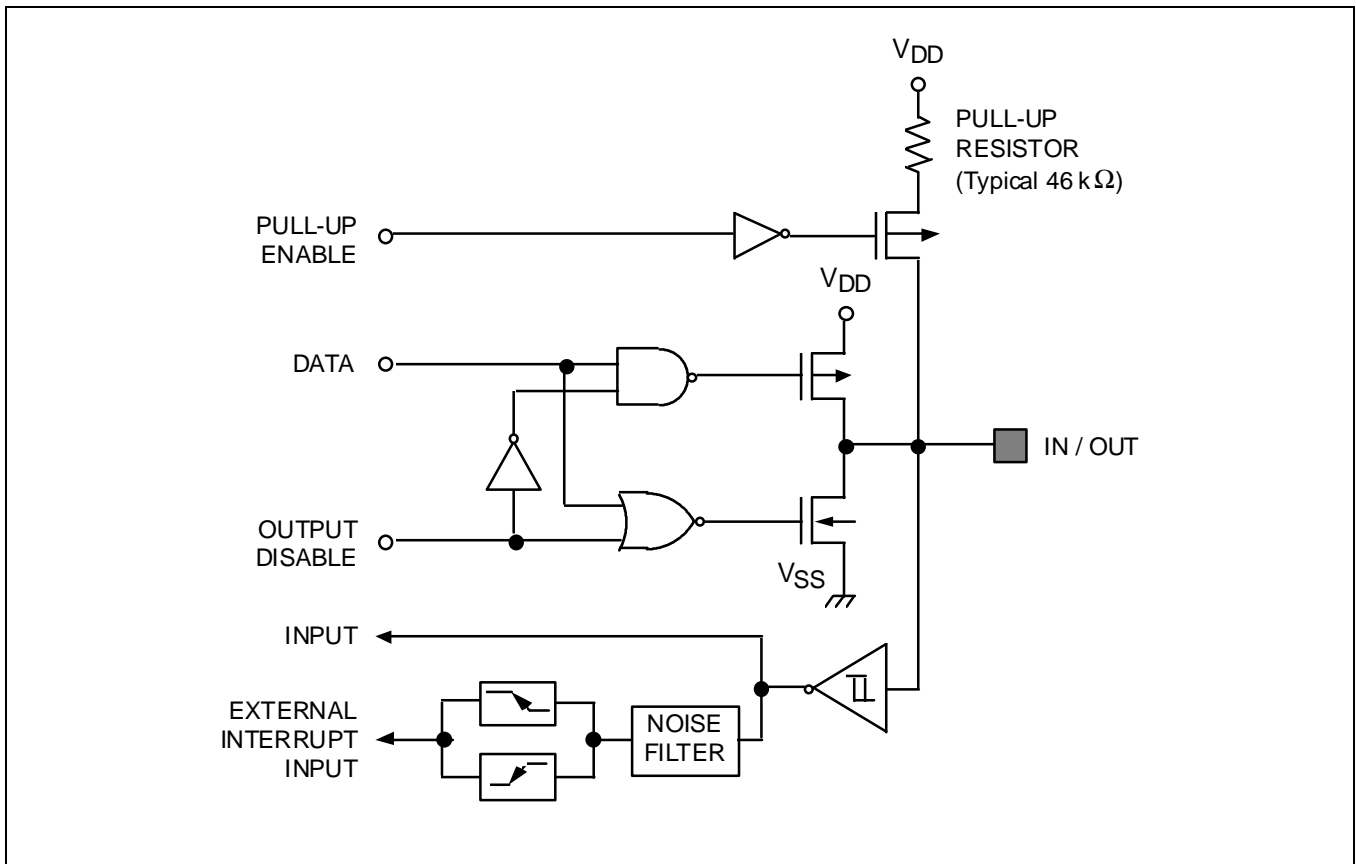 VDD
PULL-UP
RESISTOR
(Typical 46 kΩ)
PULL-UP
ENABLE
VDD
DATA
IN / OUT
OUTPUT
DISABLE
VSS
INPUT
EXTERNAL
INTERRUPT
INPUT
NOISE
FILTER